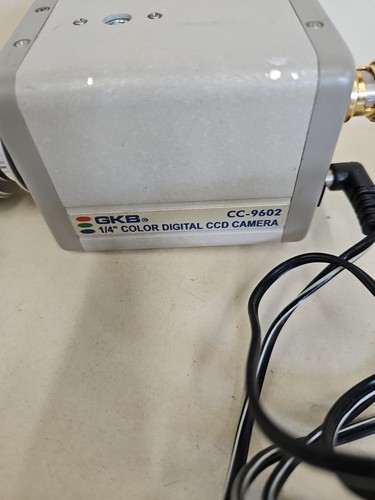 GKB® CC-9602
1/4" COLOR DIGITAL CCD CAMERA